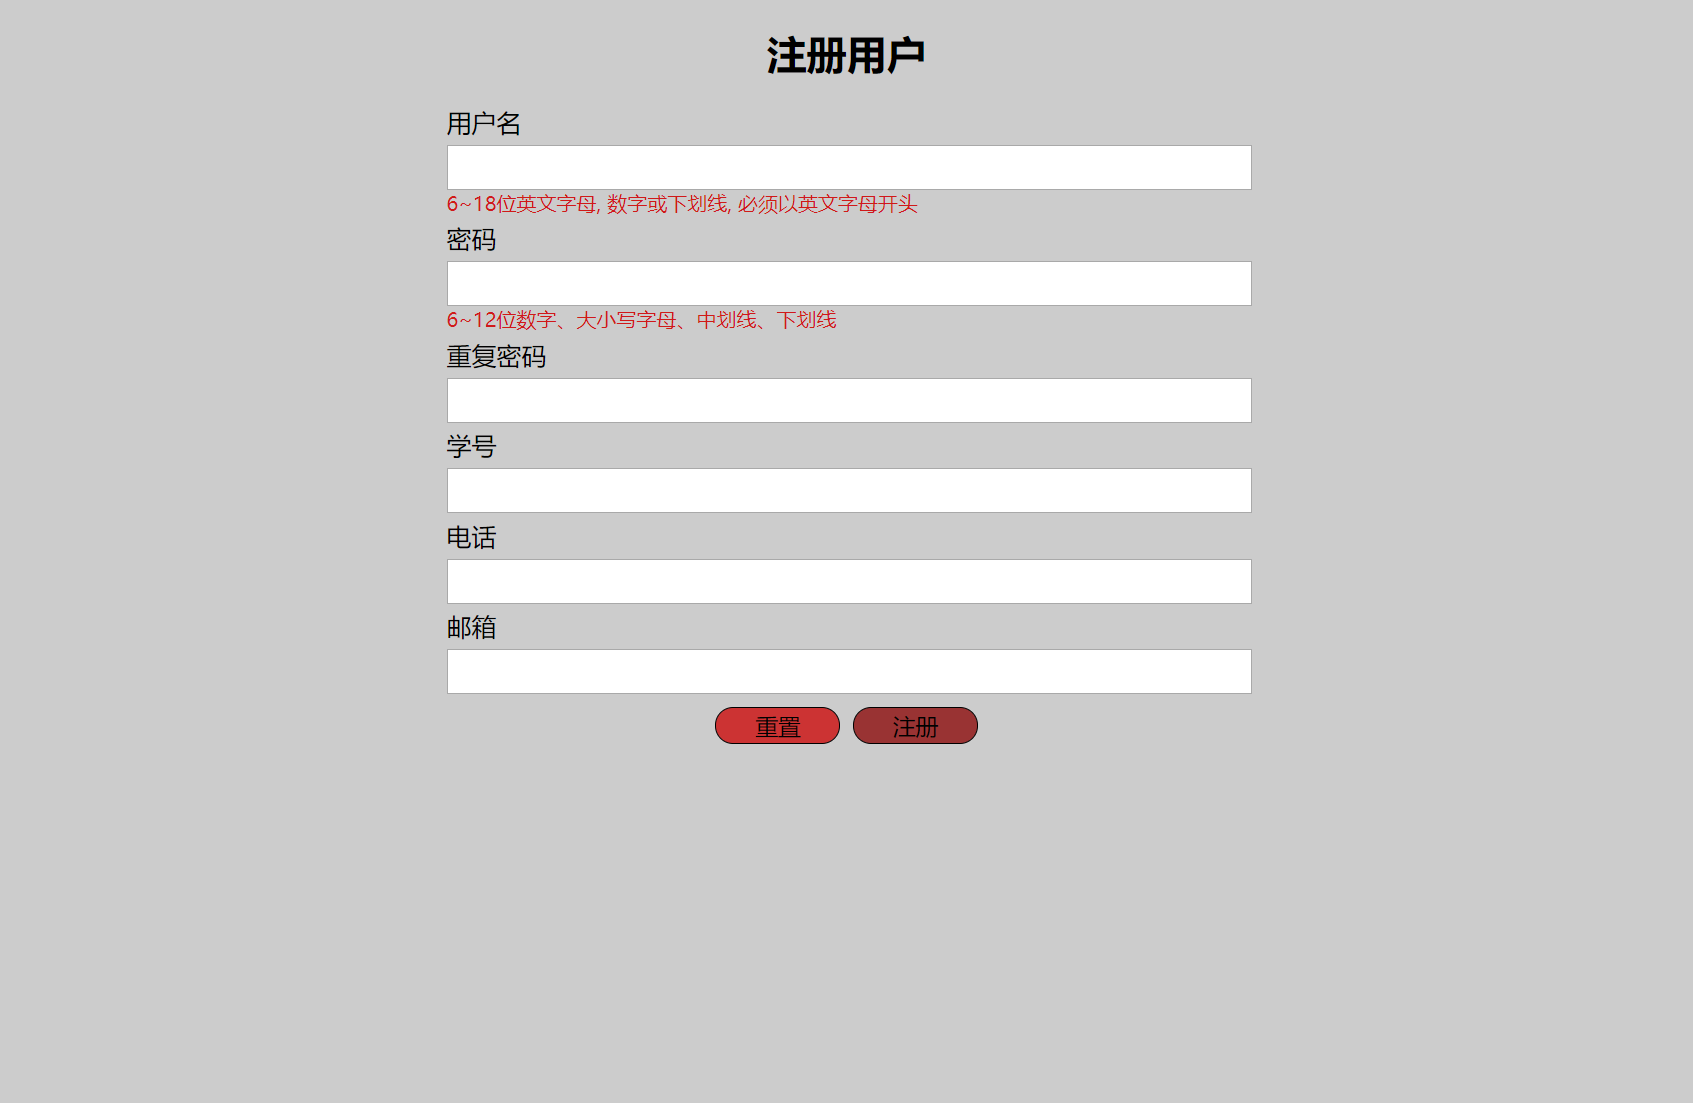 注册用户
用户名
6~18位英文字母, 数字或下划线, 必须以英文字母开头
密码
6~12位数字、大小写字母、中划线、下划线
重复密码
学号
电话
邮箱
重置 注册